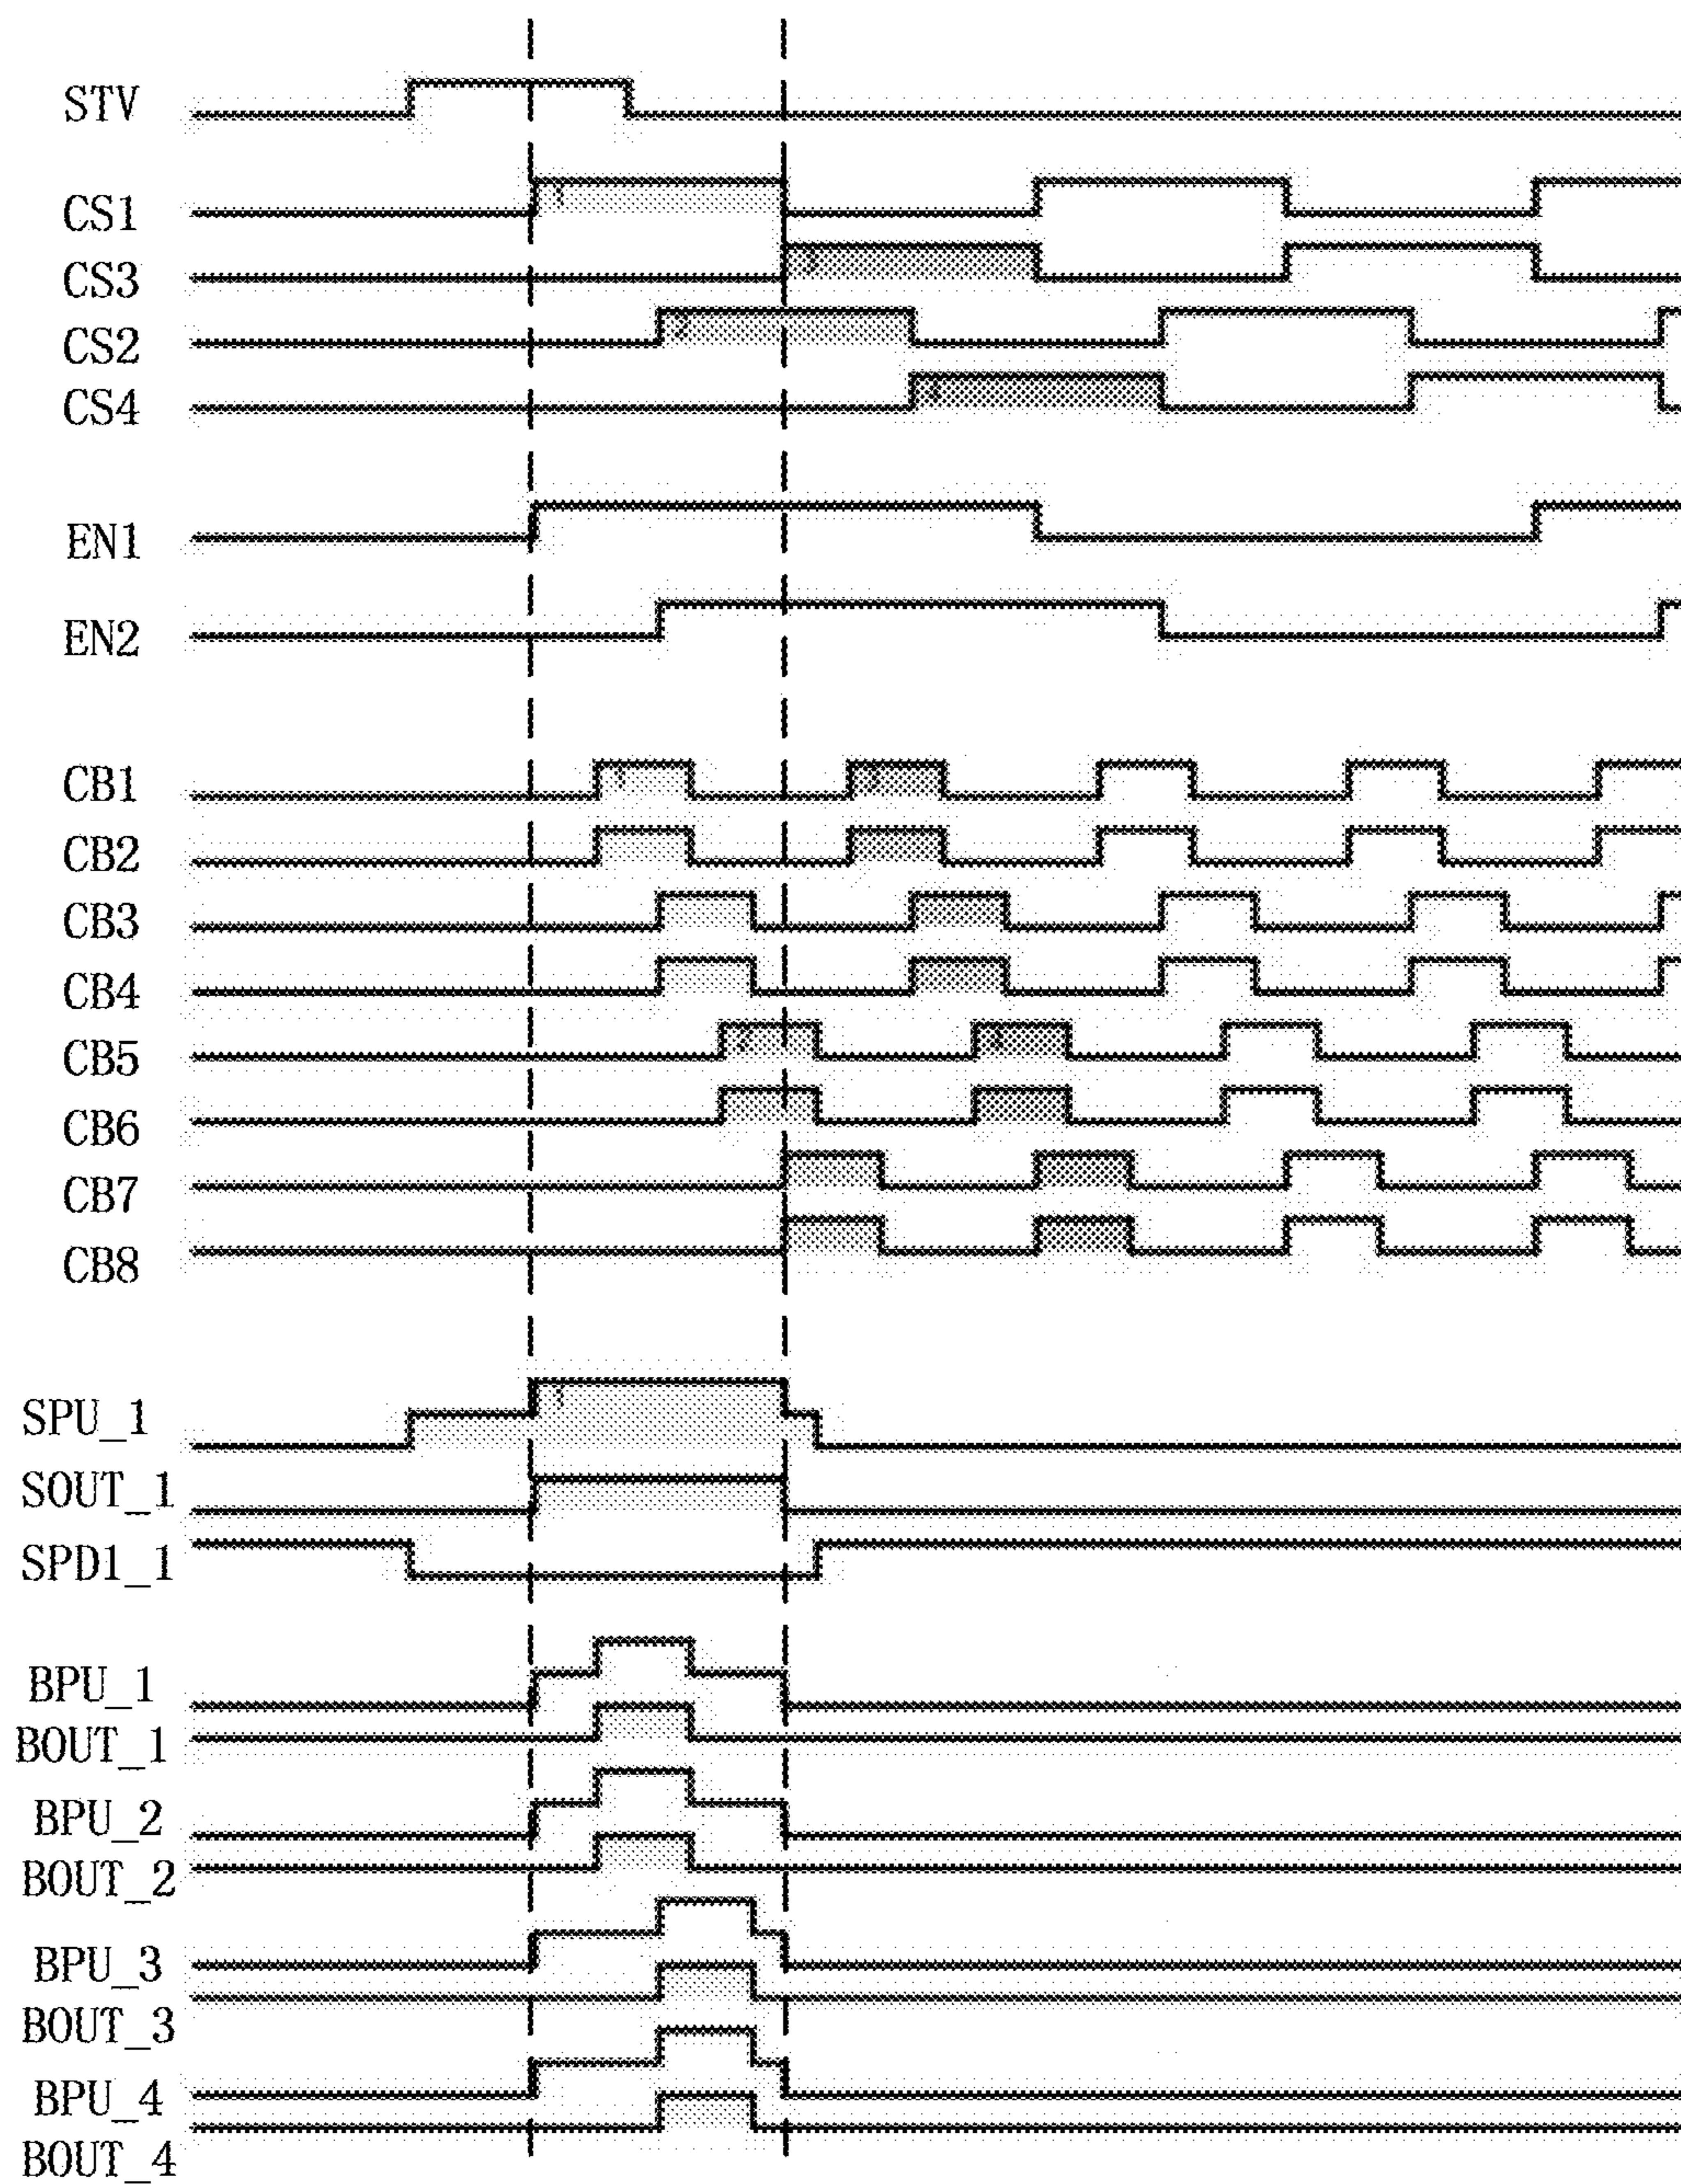 STV
CS1
CS3
CS2
CS4
EN1
EN2
CB1
CB2
CB3
CB4
CB5
CB6
CB7
CB8
SPU_1
SOUT_1
SPD1_1
BPU_1
BOUT_1
BPU_2
BOUT_2
BPU_3
BOUT_3
BPU_4
BOUT_4